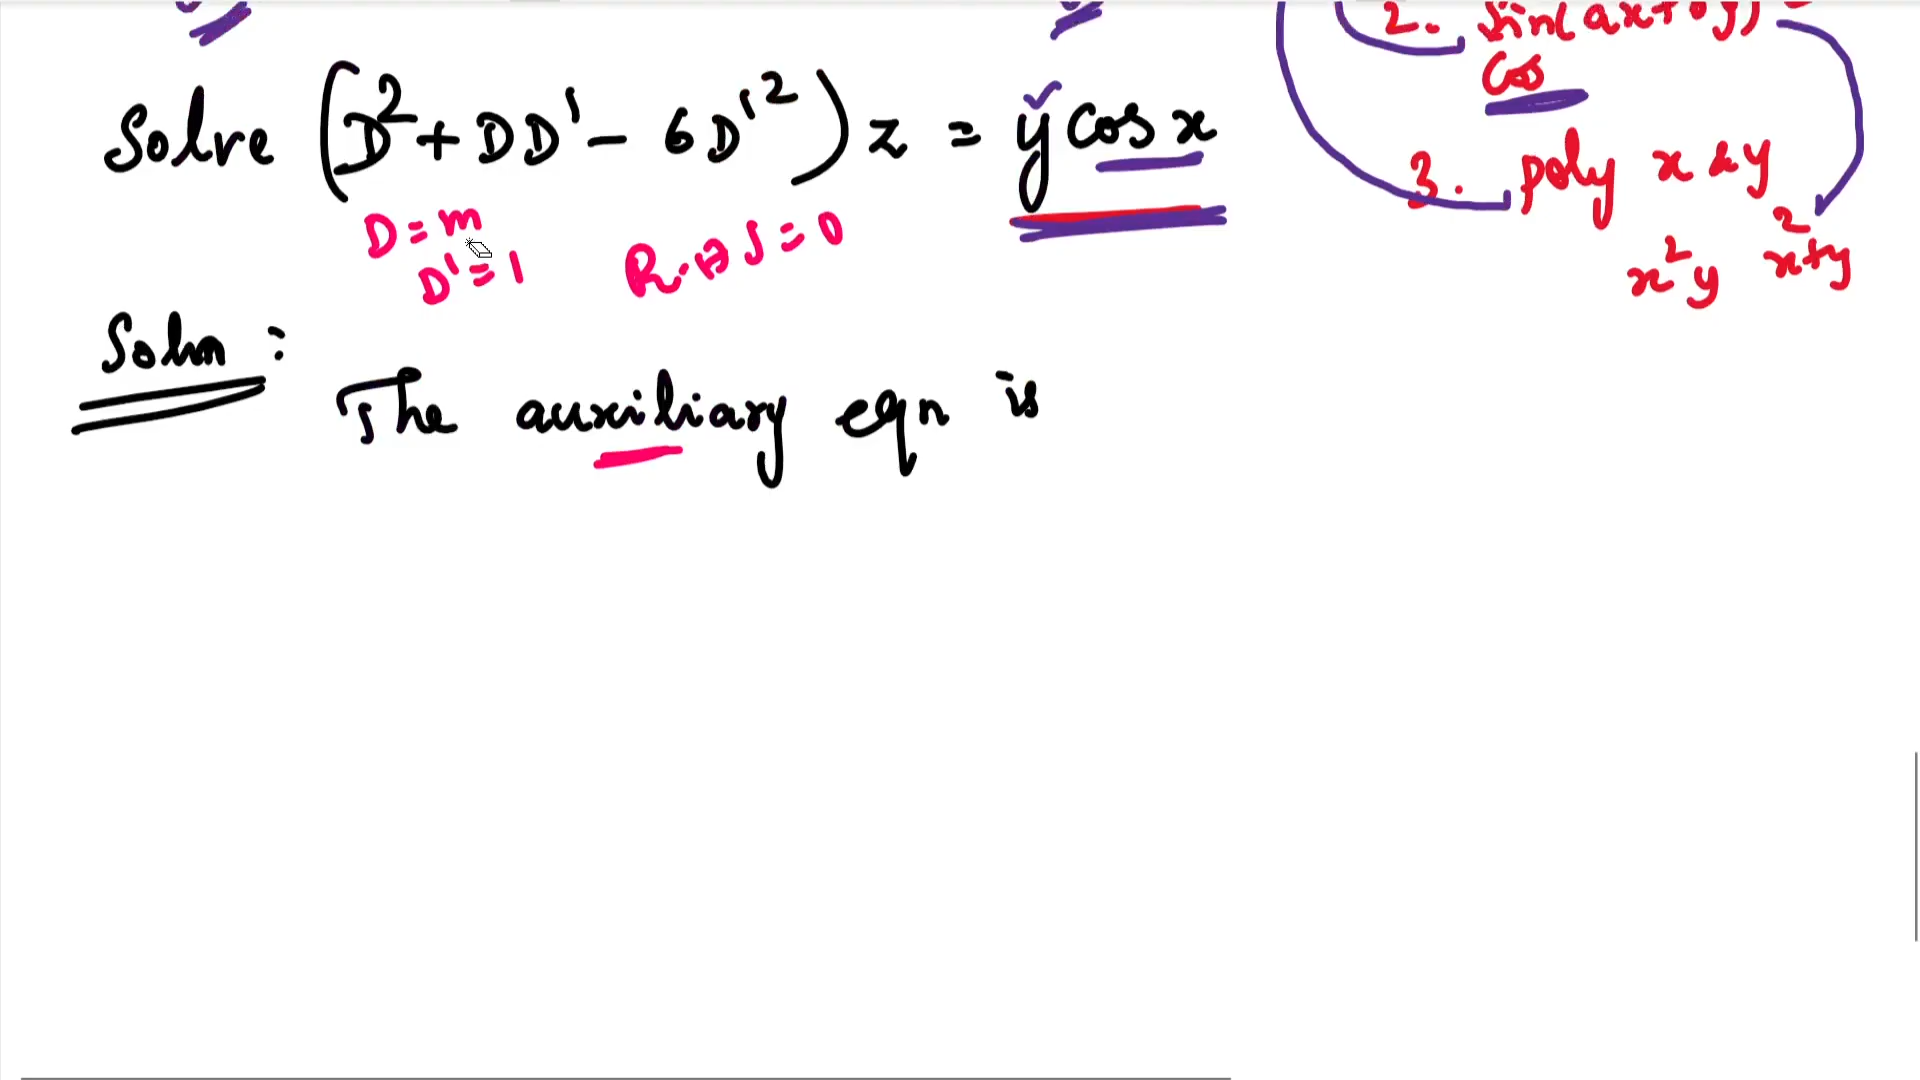 2. sin(ax+by)
cos
Solve (D²+DD'-6D'²)z = y cos x
3. poly x & y
x²y x²+y
D=m
D'=1 R.H.S=0
Soln:
The auxiliary eqn is